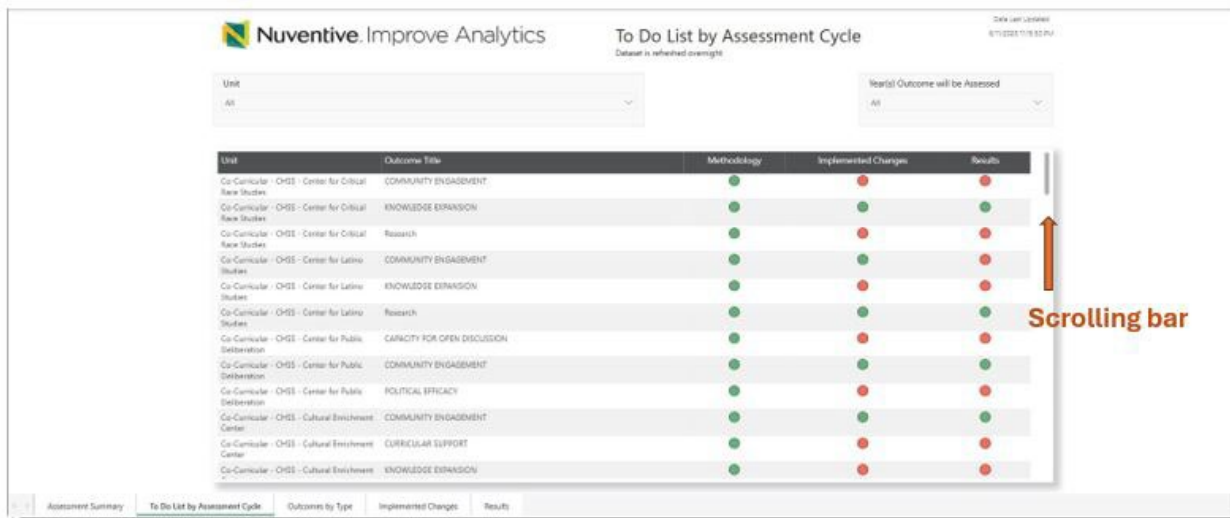 Nuventive. Improve Analytics
To Do List by Assessment Cycle
Dataset is refreshed overnight
Data Last Updated
Unit
All
Year(s) Outcome will be Assessed
All
Unit Outcome Title Methodology Implemented Changes Results
Co-Curricular - CHSS - Center for Critical COMMUNITY ENGAGEMENT
Race Studies
Co-Curricular - CHSS - Center for Critical KNOWLEDGE EXPANSION
Race Studies
Co-Curricular - CHSS - Center for Critical Research
Race Studies
Co-Curricular - CHSS - Center for Latino COMMUNITY ENGAGEMENT
Studies
Co-Curricular - CHSS - Center for Latino KNOWLEDGE EXPANSION
Studies
Co-Curricular - CHSS - Center for Latino Research
Studies
Co-Curricular - CHSS - Center for Public CAPACITY FOR OPEN DISCUSSION
Deliberation
Co-Curricular - CHSS - Center for Public COMMUNITY ENGAGEMENT
Deliberation
Co-Curricular - CHSS - Center for Public POLITICAL EFFICACY
Deliberation
Co-Curricular - CHSS - Cultural Enrichment COMMUNITY ENGAGEMENT
Center
Co-Curricular - CHSS - Cultural Enrichment CURRICULAR SUPPORT
Center
Co-Curricular - CHSS - Cultural Enrichment KNOWLEDGE EXPANSION
Scrolling bar
Assessment Summary To Do List by Assessment Cycle Outcomes by Type Implemented Changes Results